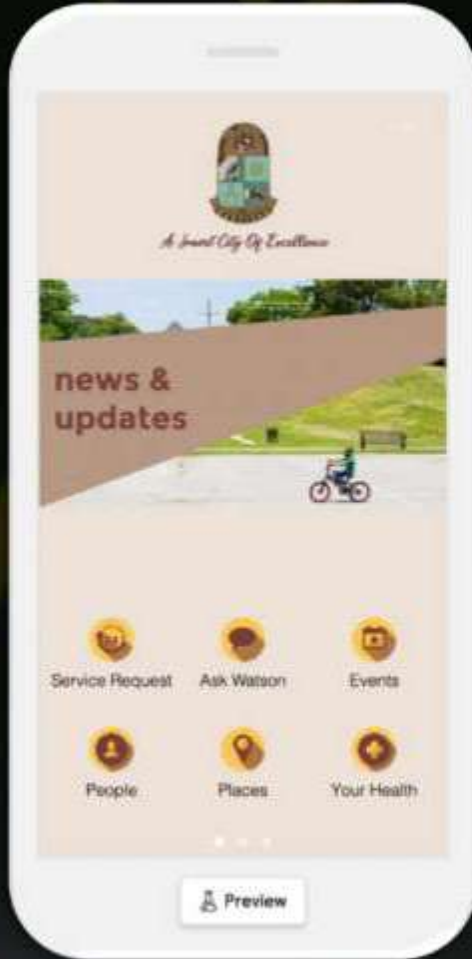 A Smart City Of Excellence
news &
updates
Service Request
Ask Watson
Events
People
Places
Your Health
Preview